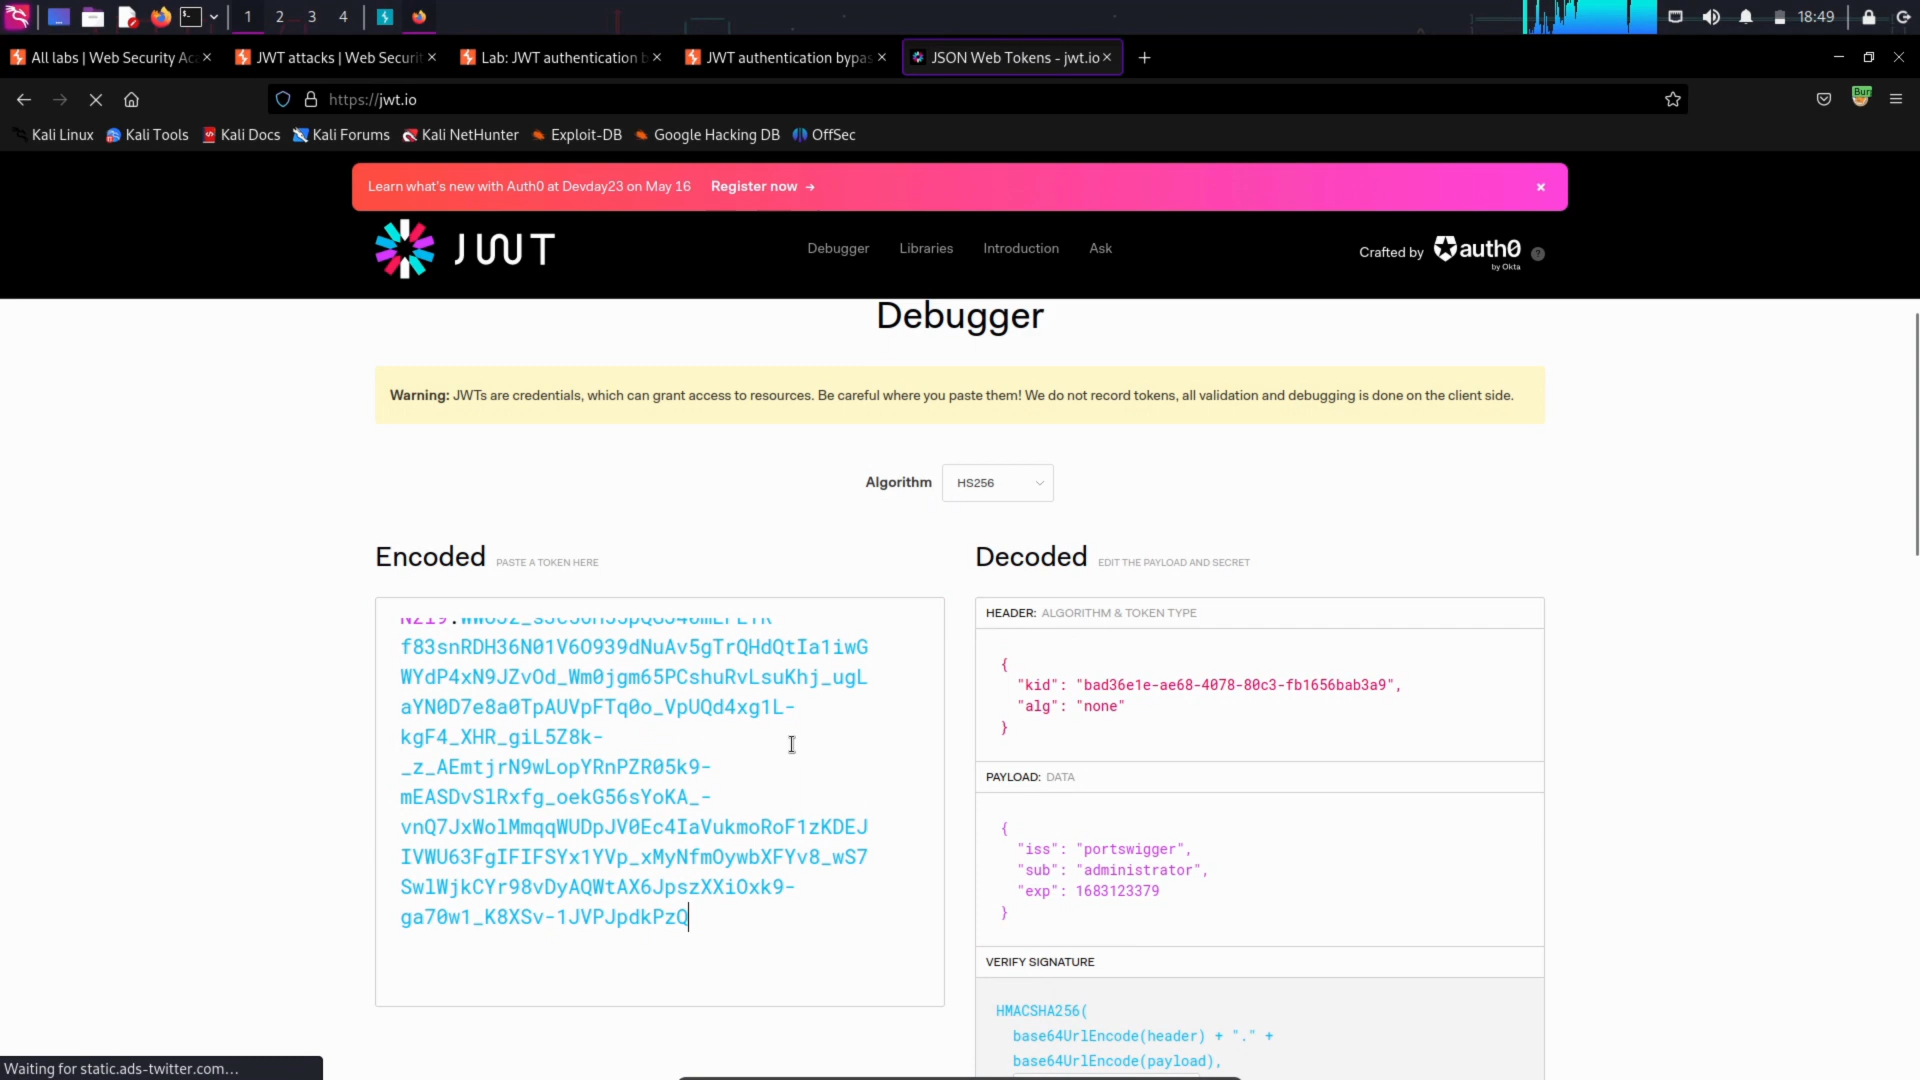 1 2 3 4 18:49
All labs | Web Security Ac
JWT attacks | Web Securit
Lab: JWT authentication b
JWT authentication bypas
JSON Web Tokens - jwt.io
https://jwt.io
Kali Linux Kali Tools Kali Docs Kali Forums Kali NetHunter Exploit-DB Google Hacking DB OffSec
Learn what's new with Auth0 at Devday23 on May 16 Register now →
JWT Debugger Libraries Introduction Ask Crafted by auth0
by Okta
Debugger
Warning: JWTs are credentials, which can grant access to resources. Be careful where you paste them! We do not record tokens, all validation and debugging is done on the client side.
Algorithm HS256
Encoded PASTE A TOKEN HERE
f83snRDH36N01V6O939dNuAv5gTrQHdQtIa1iwG
WYdP4xN9JZvOd_Wm0jgm65PCshuRvLsuKhj_ugL
aYN0D7e8a0TpAUVpFTq0o_VpUQd4xg1L-
kgF4_XHR_giL5Z8k-
_z_AEmtjrN9wLopYRnPZR05k9-
mEASDvSlRxfg_oekG56sYoKA_-
vnQ7JxWolMmqqWUDpJV0Ec4IaVukmoRoF1zKDEJ
IVWU63FgIFIFSYx1YVp_xMyNfmOywbXFYv8_wS7
SwlWjkCYr98vDyAQWtAX6JpszXXiOxk9-
ga70w1_K8XSv-1JVPJpdkPzQ
Decoded EDIT THE PAYLOAD AND SECRET
HEADER: ALGORITHM & TOKEN TYPE
{
"kid": "bad36e1e-ae68-4078-80c3-fb1656bab3a9",
"alg": "none"
}
PAYLOAD: DATA
{
"iss": "portswigger",
"sub": "administrator",
"exp": 1683123379
}
VERIFY SIGNATURE
HMACSHA256(
base64UrlEncode(header) + "." +
base64UrlEncode(payload),
Waiting for static.ads-twitter.com…